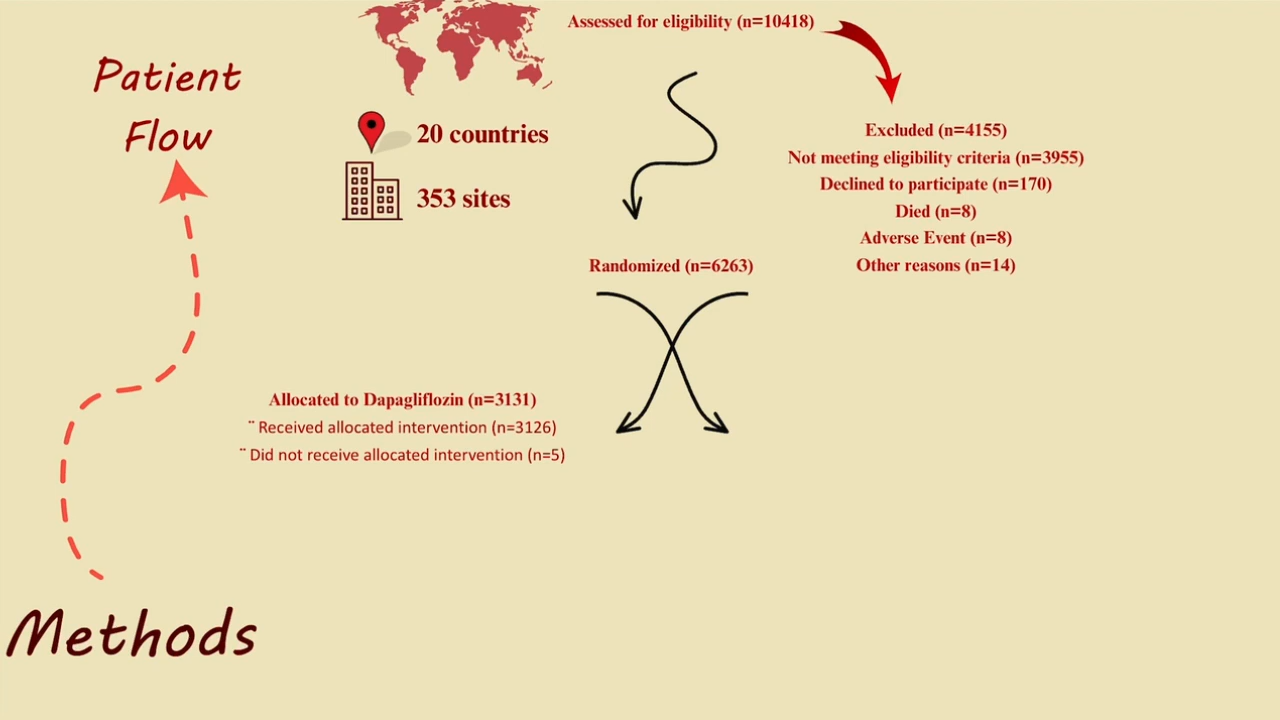 Assessed for eligibility (n=10418)
Patient
Flow
20 countries
353 sites
Excluded (n=4155)
Not meeting eligibility criteria (n=3955)
Declined to participate (n=170)
Died (n=8)
Adverse Event (n=8)
Other reasons (n=14)
Randomized (n=6263)
Allocated to Dapagliflozin (n=3131)
¨ Received allocated intervention (n=3126)
¨ Did not receive allocated intervention (n=5)
Methods